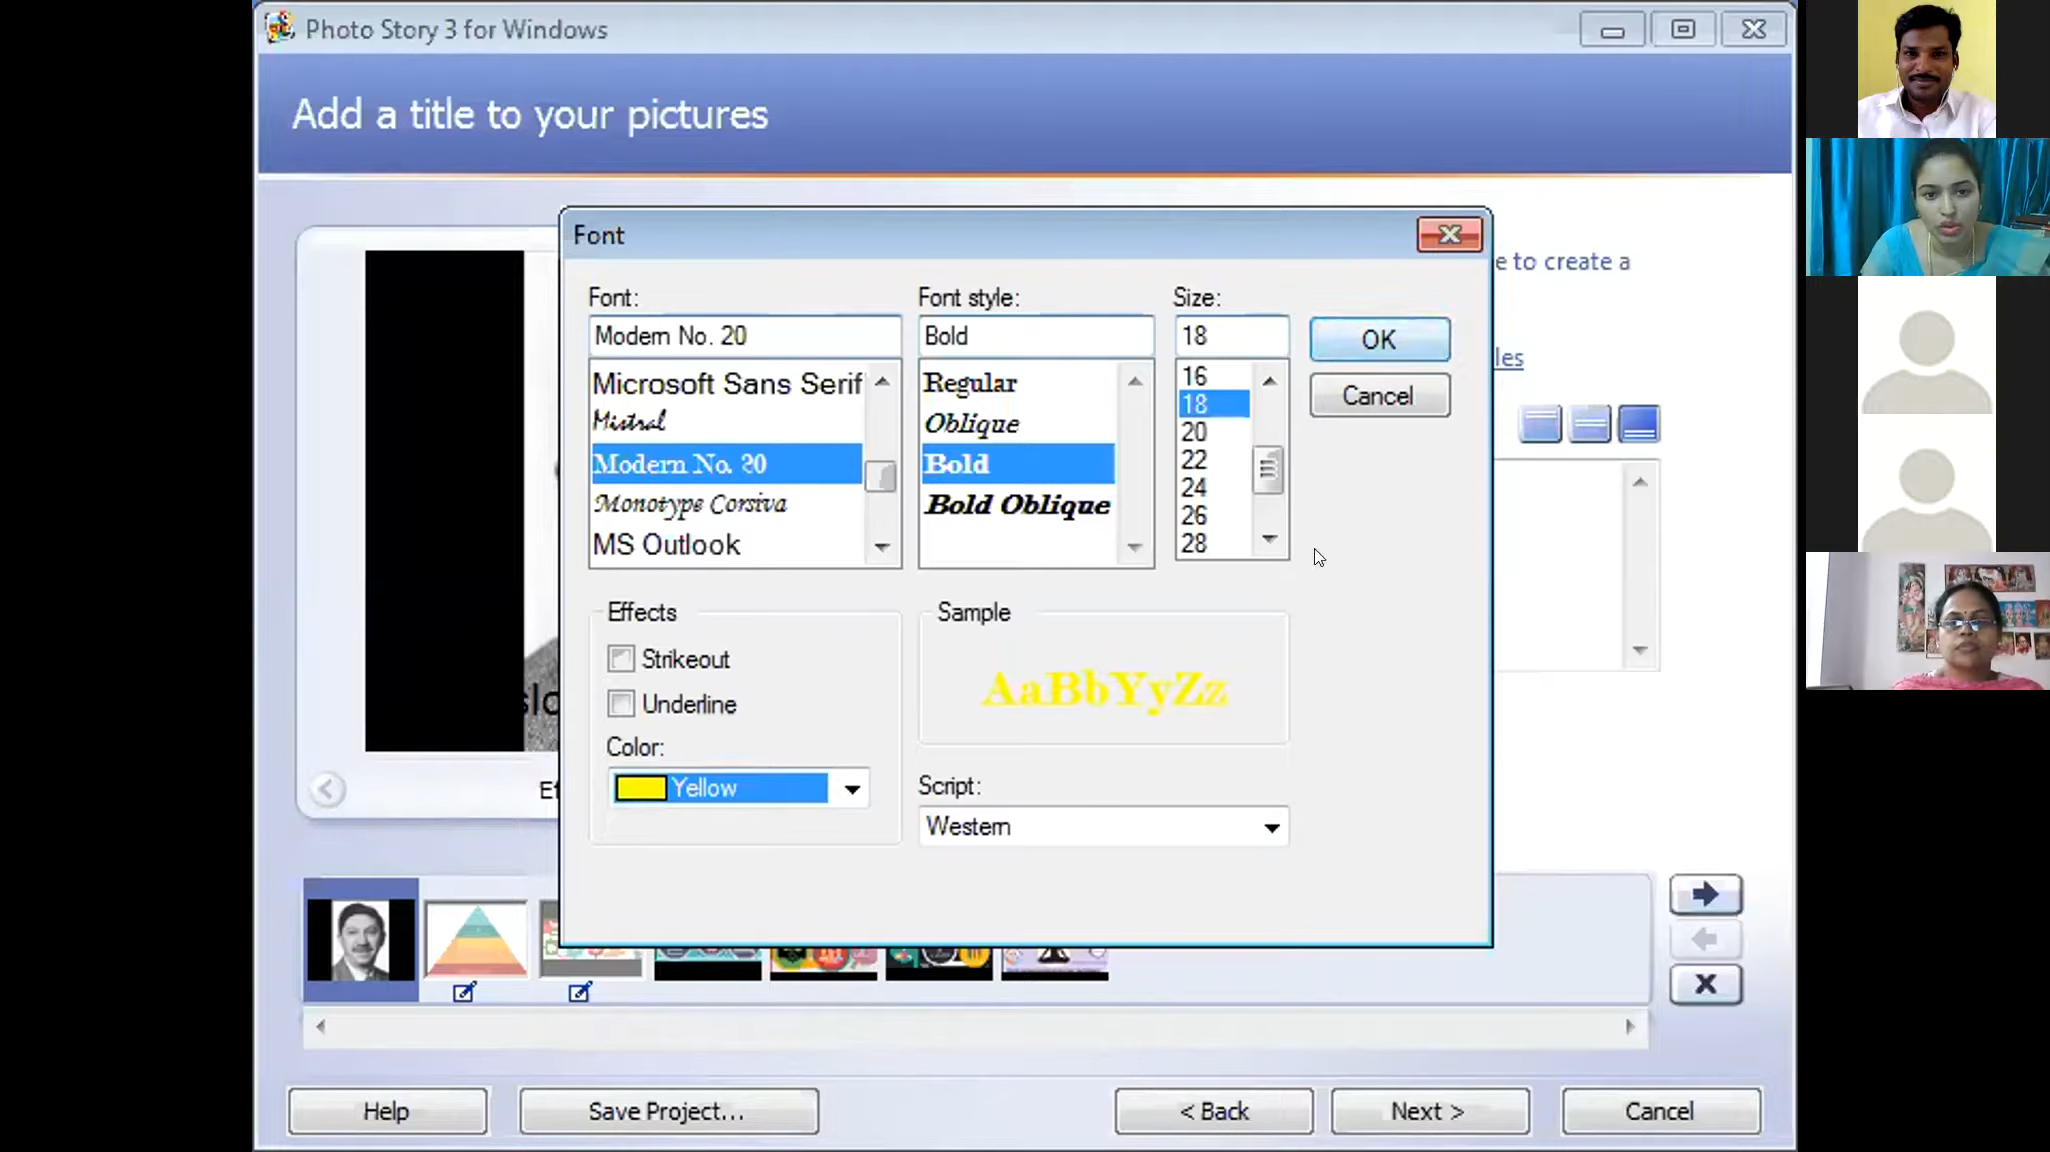 Photo Story 3 for Windows
Add a title to your pictures
e to create a
les
Font
Font:
Font style:
Size:
Modern No. 20
Bold
18
OK
Cancel
Microsoft Sans Serif
Mistral
Modern No. 20
Monotype Corsiva
MS Outlook
Regular
Oblique
Bold
Bold Oblique
16
18
20
22
24
26
28
Effects
Strikeout
Underline
Color:
Yellow
Sample
AaBbYyZz
Script:
Western
slo
Ef
Help
Save Project...
< Back
Next >
Cancel